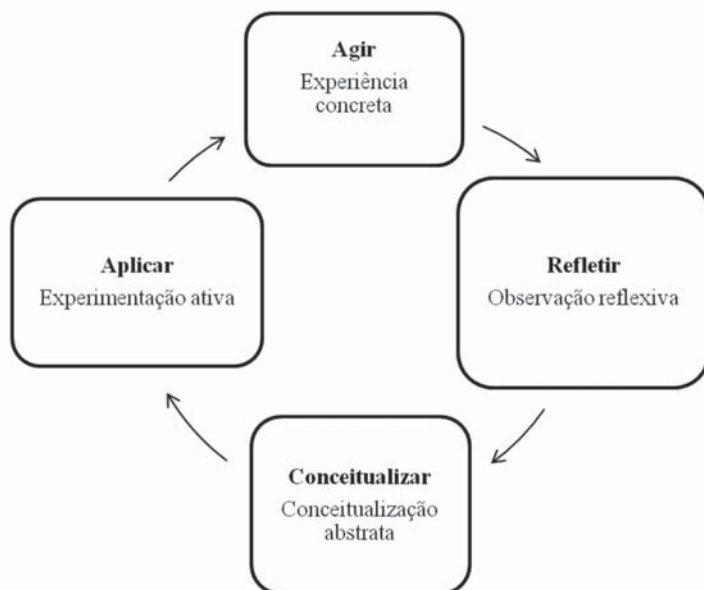 Agir
Experiência
concreta
Aplicar
Experimentação ativa
Refletir
Observação reflexiva
Conceitualizar
Conceitualização
abstrata